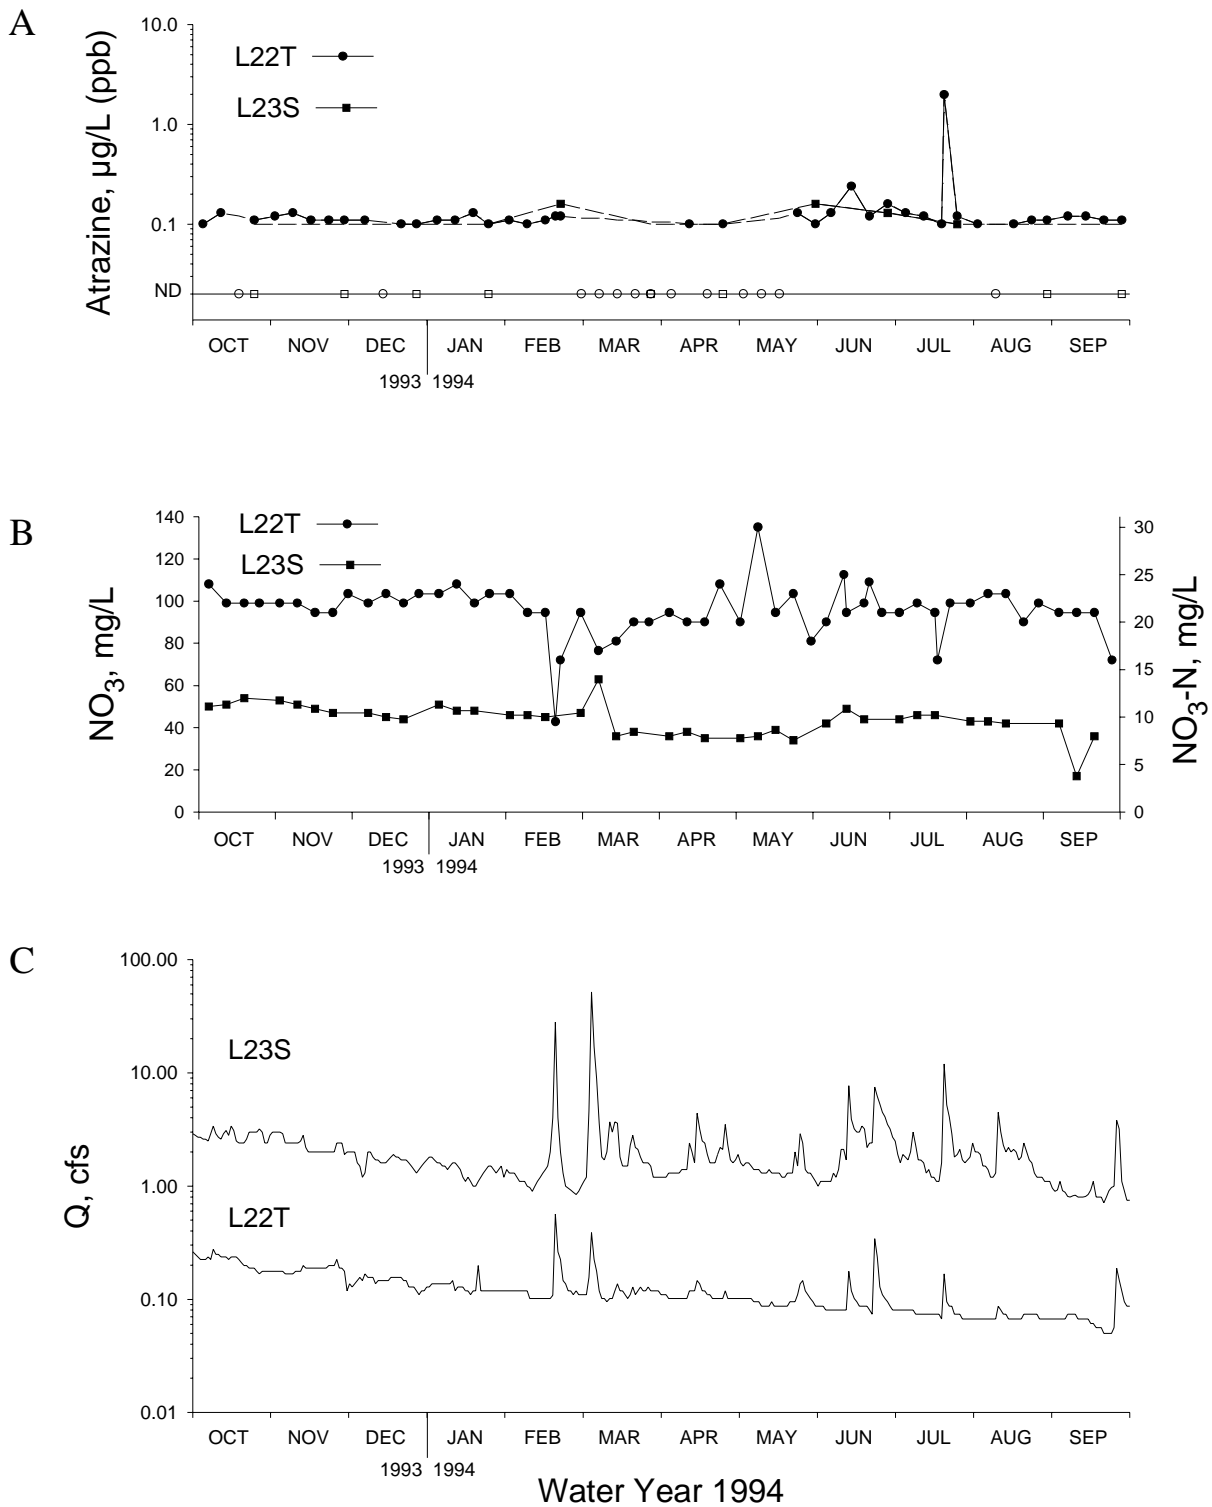 A
Atrazine, µg/L (ppb)
10.0
1.0
0.1
ND
L22T
L23S
OCT NOV DEC JAN FEB MAR APR MAY JUN JUL AUG SEP
1993 1994
B
NO3, mg/L
140
120
100
80
60
40
20
0
L22T
L23S
30
25
20
15
10
5
0
NO3-N, mg/L
OCT NOV DEC JAN FEB MAR APR MAY JUN JUL AUG SEP
1993 1994
C
Q, cfs
100.00
10.00
1.00
0.10
0.01
L23S
L22T
OCT NOV DEC JAN FEB MAR APR MAY JUN JUL AUG SEP
1993 1994
Water Year 1994